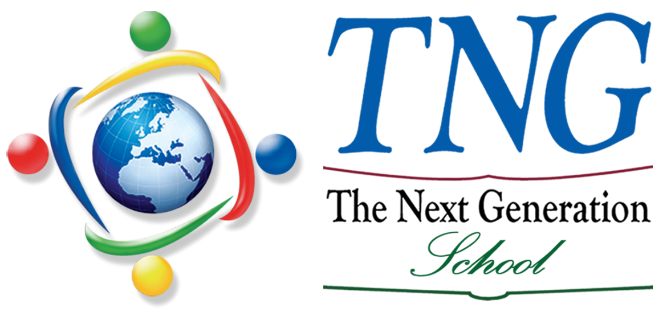 TNG
The Next Generation
School